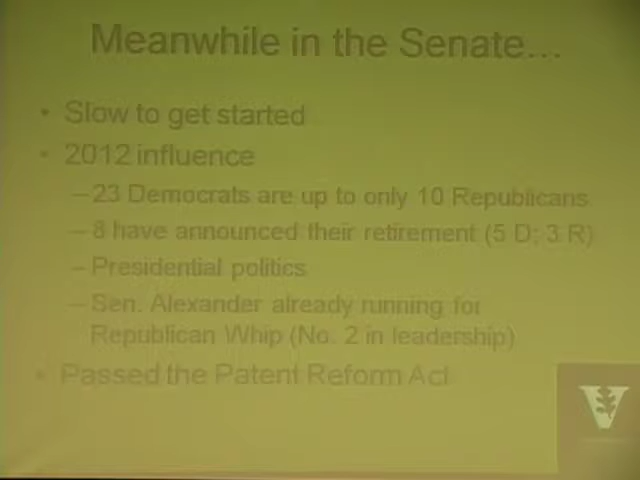 Meanwhile in the Senate...
• Slow to get started
• 2012 influence
– 23 Democrats are up to only 10 Republicans
– 8 have announced their retirement (5 D; 3 R)
– Presidential politics
– Sen. Alexander already running for
Republican Whip (No. 2 in leadership)
• Passed the Patent Reform Act
V